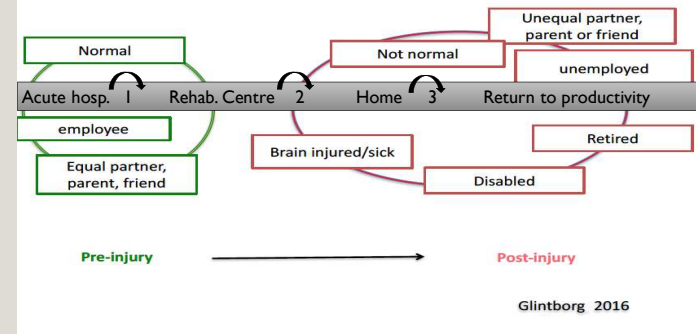 Unequal partner,
parent or friend
Normal
Not normal
unemployed
Acute hosp. 1 Rehab. Centre 2 Home 3 Return to productivity
employee
Retired
Brain injured/sick
Equal partner,
parent, friend
Disabled
Pre-injury
Post-injury
Glintborg 2016